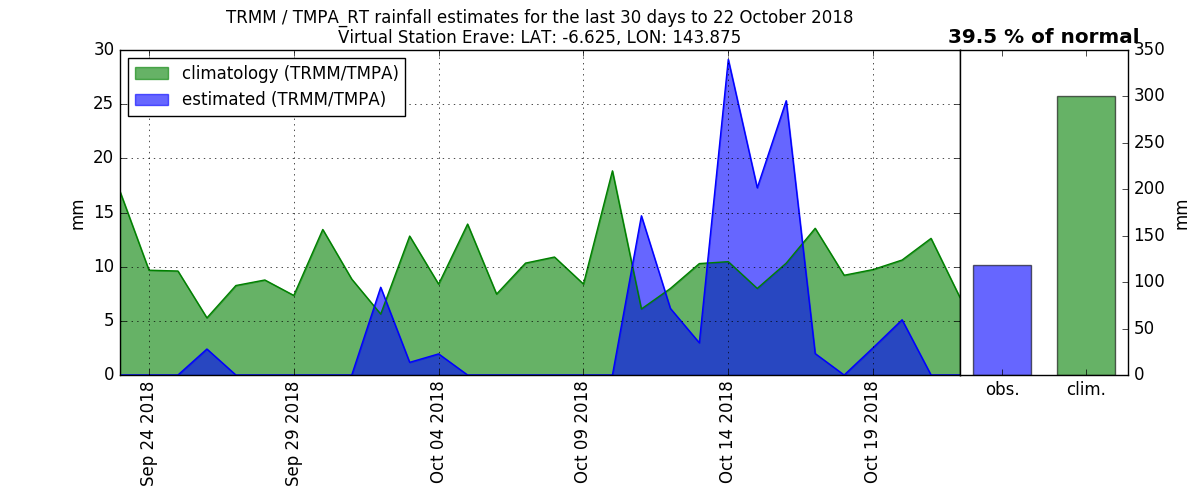 TRMM / TMPA_RT rainfall estimates for the last 30 days to 22 October 2018
Virtual Station Erave: LAT: -6.625, LON: 143.875
39.5 % of normal
climatology (TRMM/TMPA)
estimated (TRMM/TMPA)
30
25
20
15
10
5
0
mm
Sep 24 2018
Sep 29 2018
Oct 04 2018
Oct 09 2018
Oct 14 2018
Oct 19 2018
350
300
250
200
150
100
50
0
mm
obs.
clim.